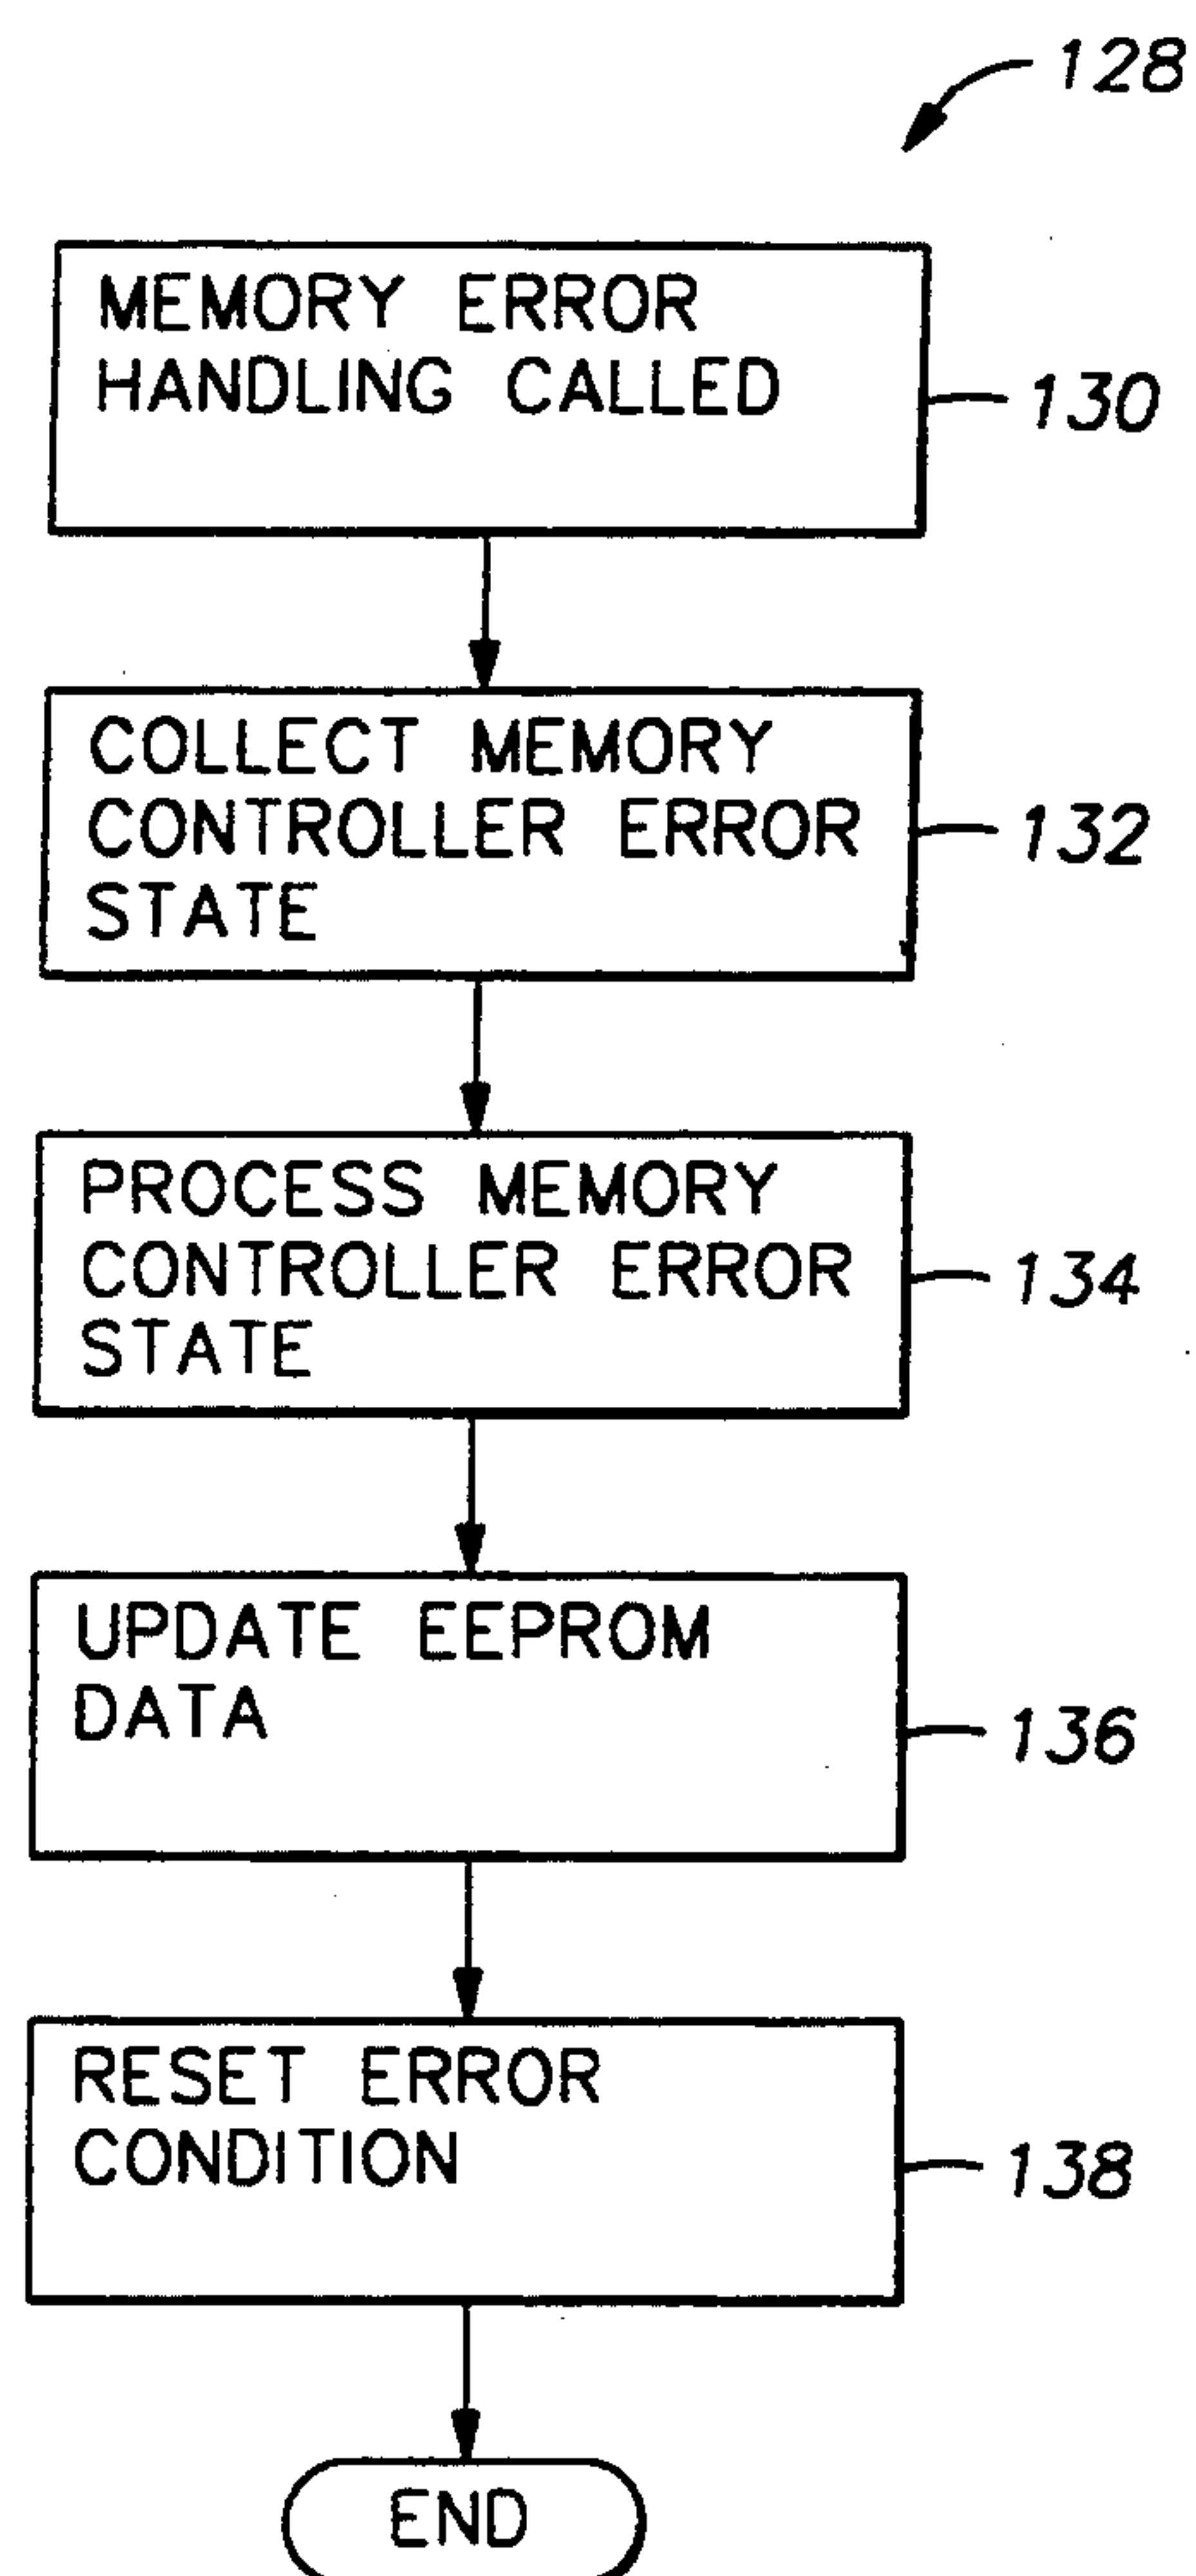 128
MEMORY ERROR
HANDLING CALLED
130
COLLECT MEMORY
CONTROLLER ERROR
STATE
132
PROCESS MEMORY
CONTROLLER ERROR
STATE
134
UPDATE EEPROM
DATA
136
RESET ERROR
CONDITION
138
END